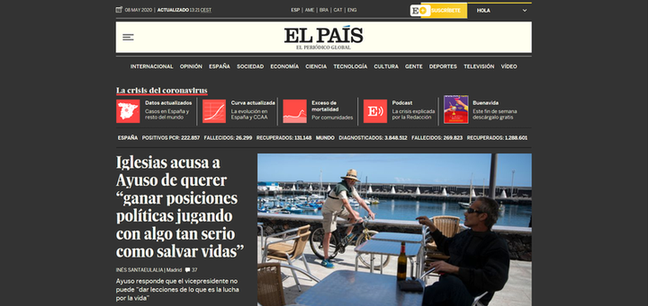 08 MAY 2020 | ACTUALIZADO 13:21 CEST
ESP | AME | BRA | CAT | ENG
SUSCRÍBETE
HOLA
EL PAÍS
EL PERIÓDICO GLOBAL
INTERNACIONAL OPINIÓN ESPAÑA SOCIEDAD ECONOMÍA CIENCIA TECNOLOGÍA CULTURA GENTE DEPORTES TELEVISIÓN VÍDEO
La crisis del coronavirus
Datos actualizados
Casos en España y
resto del mundo
Curva actualizada
La evolución en
España y CCAA
Exceso de
mortalidad
Por comunidades
E))
Podcast
La crisis explicada
por la Redacción
Buenavida
Este fin de semana
descárgalo gratis
ESPAÑA POSITIVOS PCR: 222.857 FALLECIDOS: 26.299 RECUPERADOS: 131.148 MUNDO DIAGNOSTICADOS: 3.848.512 FALLECIDOS: 269.823 RECUPERADOS: 1.288.601
Iglesias acusa a
Ayuso de querer
“ganar posiciones
políticas jugando
con algo tan serio
como salvar vidas”
INÉS SANTAEULALIA | Madrid 37
Ayuso responde que el vicepresidente no
puede “dar lecciones de lo que es la lucha
por la vida”